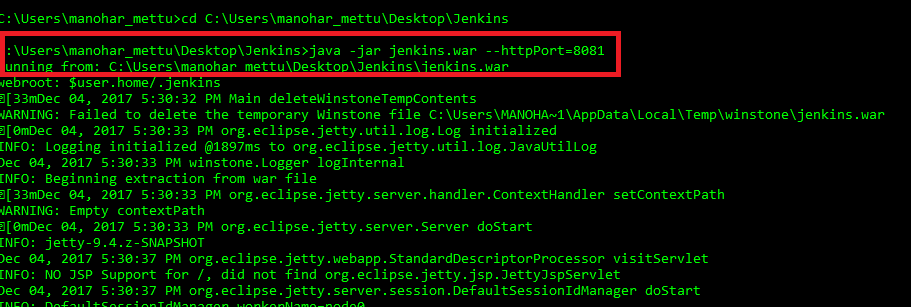 C:\Users\manohar_mettu>cd C:\Users\manohar_mettu\Desktop\Jenkins
:\Users\manohar_mettu\Desktop\Jenkins>java -jar jenkins.war --httpPort=8081
unning from: C:\Users\manohar_mettu\Desktop\Jenkins\jenkins.war
webroot: $user.home/.jenkins
[33mDec 04, 2017 5:30:32 PM Main deleteWinstoneTempContents
WARNING: Failed to delete the temporary Winstone file C:\Users\MANOHA~1\AppData\Local\Temp\winstone\jenkins.war
[0mDec 04, 2017 5:30:33 PM org.eclipse.jetty.util.log.Log initialized
INFO: Logging initialized @1897ms to org.eclipse.jetty.util.log.JavaUtilLog
Dec 04, 2017 5:30:33 PM winstone.Logger logInternal
INFO: Beginning extraction from war file
[33mDec 04, 2017 5:30:33 PM org.eclipse.jetty.server.handler.ContextHandler setContextPath
WARNING: Empty contextPath
[0mDec 04, 2017 5:30:33 PM org.eclipse.jetty.server.Server doStart
INFO: jetty-9.4.z-SNAPSHOT
Dec 04, 2017 5:30:37 PM org.eclipse.jetty.webapp.StandardDescriptorProcessor visitServlet
INFO: NO JSP Support for /, did not find org.eclipse.jetty.jsp.JettyJspServlet
Dec 04, 2017 5:30:37 PM org.eclipse.jetty.server.session.DefaultSessionIdManager doStart
INFO: DefaultSessionIdManager workerName=node0